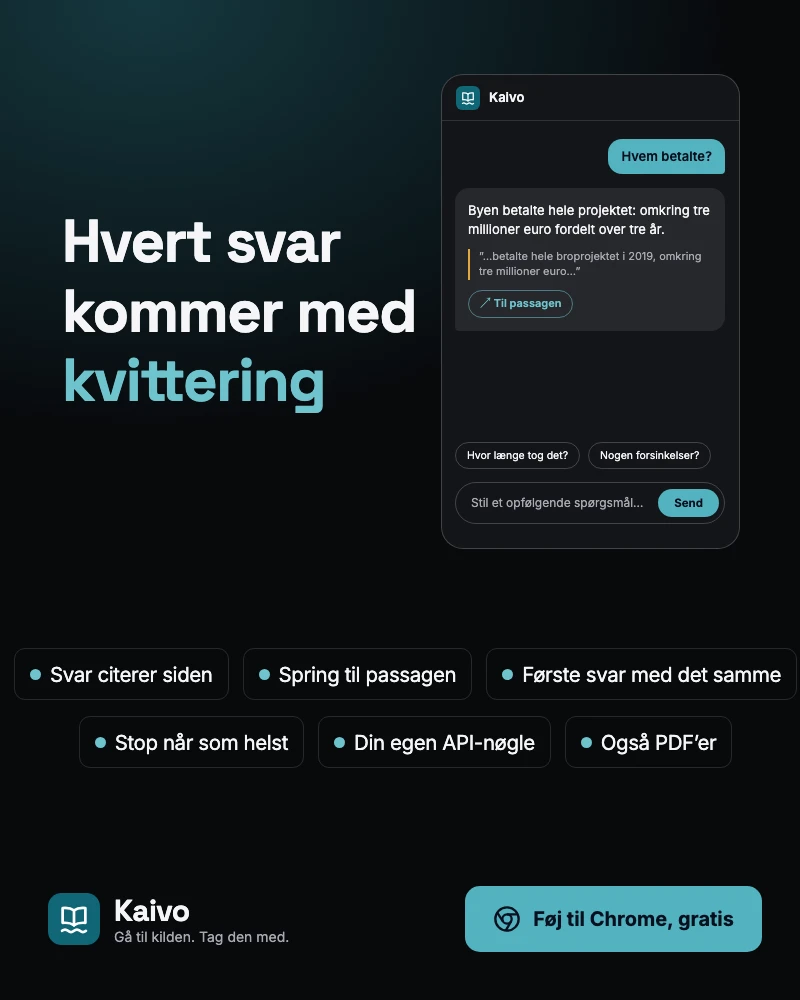 Hvert svar
kommer med
kvittering
Kaivo
Hvem betalte?
Byen betalte hele projektet: omkring tre
millioner euro fordelt over tre år.
”…betalte hele broprojektet i 2019, omkring
tre millioner euro…”
↗ Til passagen
Hvor længe tog det?
Nogen forsinkelser?
Stil et opfølgende spørgsmål…
Send
Svar citerer siden
Spring til passagen
Første svar med det samme
Stop når som helst
Din egen API-nøgle
Også PDF’er
Kaivo
Gå til kilden. Tag den med.
Føj til Chrome, gratis